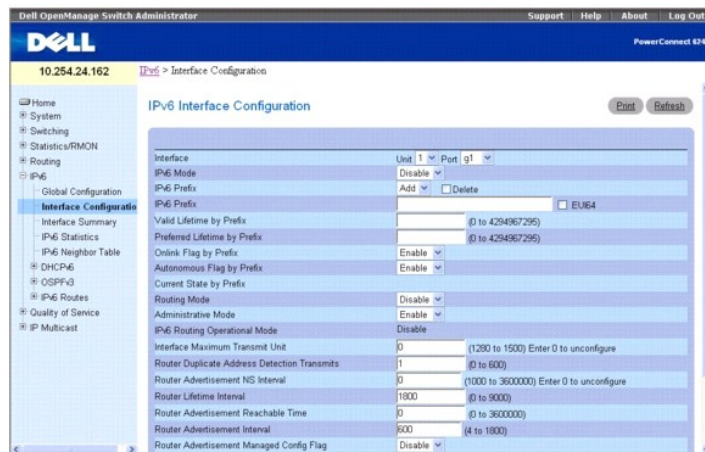 Dell OpenManage Switch Administrator
Support Help About Log Out
DELL
PowerConnect 624
10.254.24.162
IPv6 > Interface Configuration
Home
System
Switching
Statistics/RMON
Routing
IPv6
Global Configuration
Interface Configuratio
Interface Summary
IPv6 Statistics
IPv6 Neighbor Table
DHCPv6
OSPFv3
IPv6 Routes
Quality of Service
IP Multicast
IPv6 Interface Configuration
Print Refresh
Interface Unit 1 Port g1
IPv6 Mode Disable
IPv6 Prefix Add Delete
IPv6 Prefix EUI64
Valid Lifetime by Prefix (0 to 4294967295)
Preferred Lifetime by Prefix (0 to 4294967295)
Onlink Flag by Prefix Enable
Autonomous Flag by Prefix Enable
Current State by Prefix
Routing Mode Disable
Administrative Mode Enable
IPv6 Routing Operational Mode Disable
Interface Maximum Transmit Unit 0 (1280 to 1500) Enter 0 to unconfigure
Router Duplicate Address Detection Transmits 1 (0 to 600)
Router Advertisement NS Interval 0 (1000 to 3600000) Enter 0 to unconfigure
Router Lifetime Interval 1800 (0 to 9000)
Router Advertisement Reachable Time 0 (0 to 3600000)
Router Advertisement Interval 600 (4 to 1800)
Router Advertisement Managed Config Flag Disable